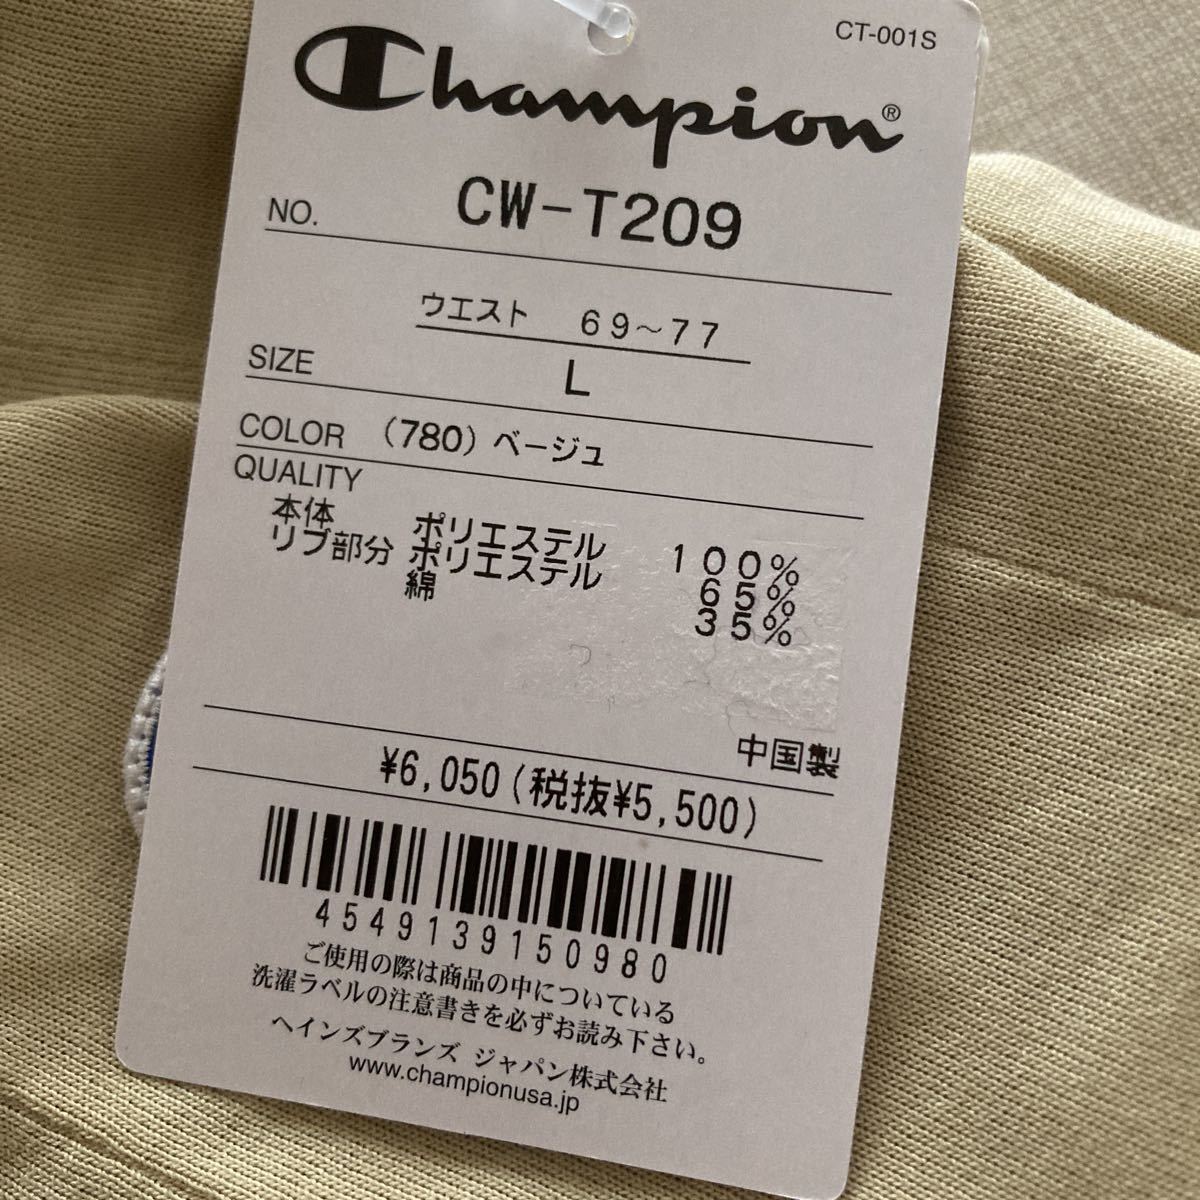 CT-001S
Champion®
NO. CW-T209
ウエスト 69～77
SIZE L
COLOR (780) ベージュ
QUALITY
本体 ポリエステル 100%
リブ部分 ポリエステル 65%
綿 35%
中国製
¥6,050(税抜¥5,500)
4549139150980
ご使用の際は商品の中についている
洗濯ラベルの注意書きを必ずお読み下さい。
ヘインズブランズ ジャパン株式会社
www.championusa.jp